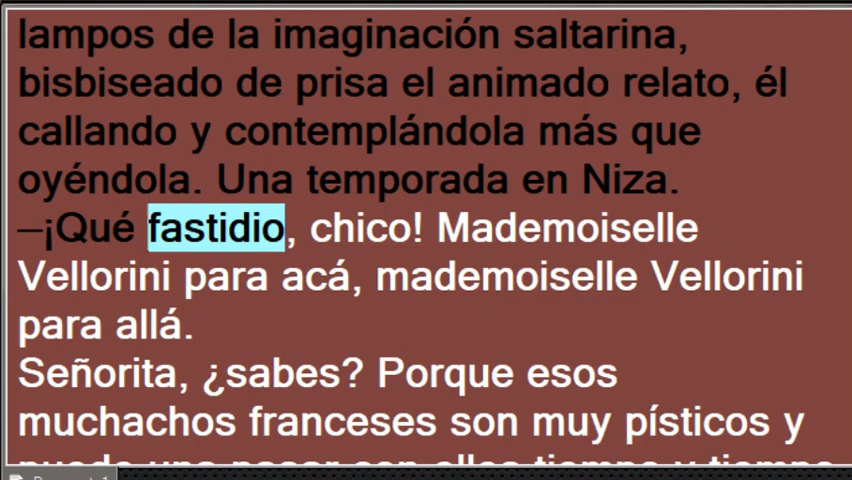 lampos de la imaginación saltarina,
bisbiseado de prisa el animado relato, él
callando y contemplándola más que
oyéndola. Una temporada en Niza.
—¡Qué fastidio, chico! Mademoiselle
Vellorini para acá, mademoiselle Vellorini
para allá.
Señorita, ¿sabes? Porque esos
muchachos franceses son muy písticos y